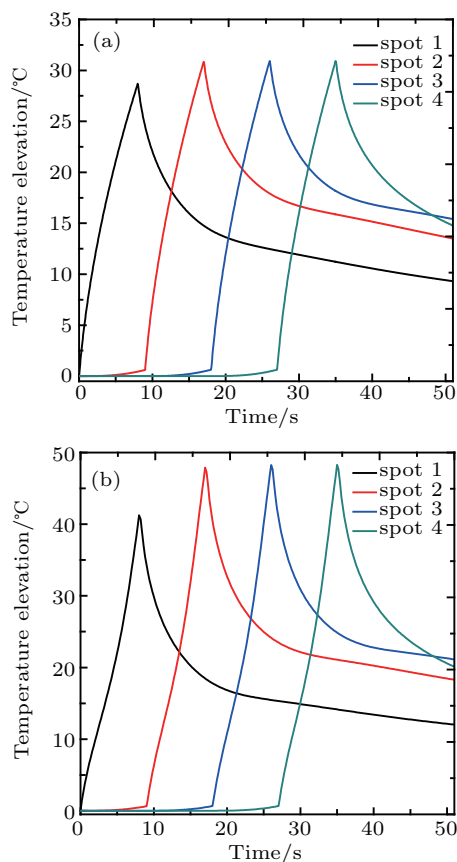 (a)
spot 1
spot 2
spot 3
spot 4
Temperature elevation/℃
35
30
25
20
15
10
5
0
0 10 20 30 40 50
Time/s
(b)
spot 1
spot 2
spot 3
spot 4
Temperature elevation/℃
50
40
30
20
10
0
0 10 20 30 40 50
Time/s